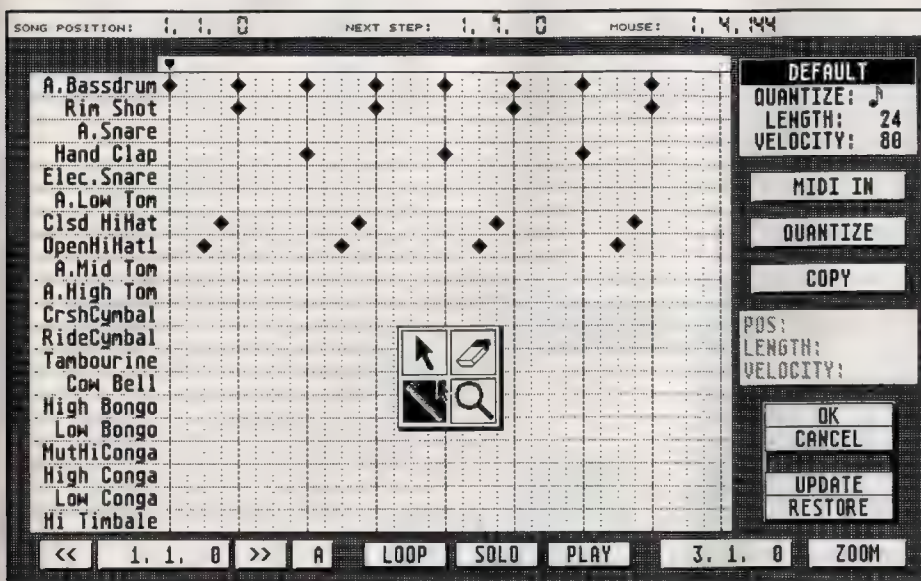 SONG POSITION: 1. 1. 0 NEXT STEP: 1. 1. 0 MOUSE: 1. 4.144
A.Bassdrum
Rim Shot
A.Snare
Hand Clap
Elec.Snare
A.Low Tom
Clsd HiHat
OpenHiHat1
A.Mid Tom
A.High Tom
CrshCymbal
RideCymbal
Tambourine
Cow Bell
High Bongo
Low Bongo
MutHiConga
High Conga
Low Conga
Hi Timbale
DEFAULT
QUANTIZE:
LENGTH: 24
VELOCITY: 80
MIDI IN
QUANTIZE
COPY
POS:
LENGTH:
VELOCITY:
OK
CANCEL
UPDATE
RESTORE
<< 1. 1. 0 >> A LOOP SOLO PLAY 3. 1. 0 ZOOM